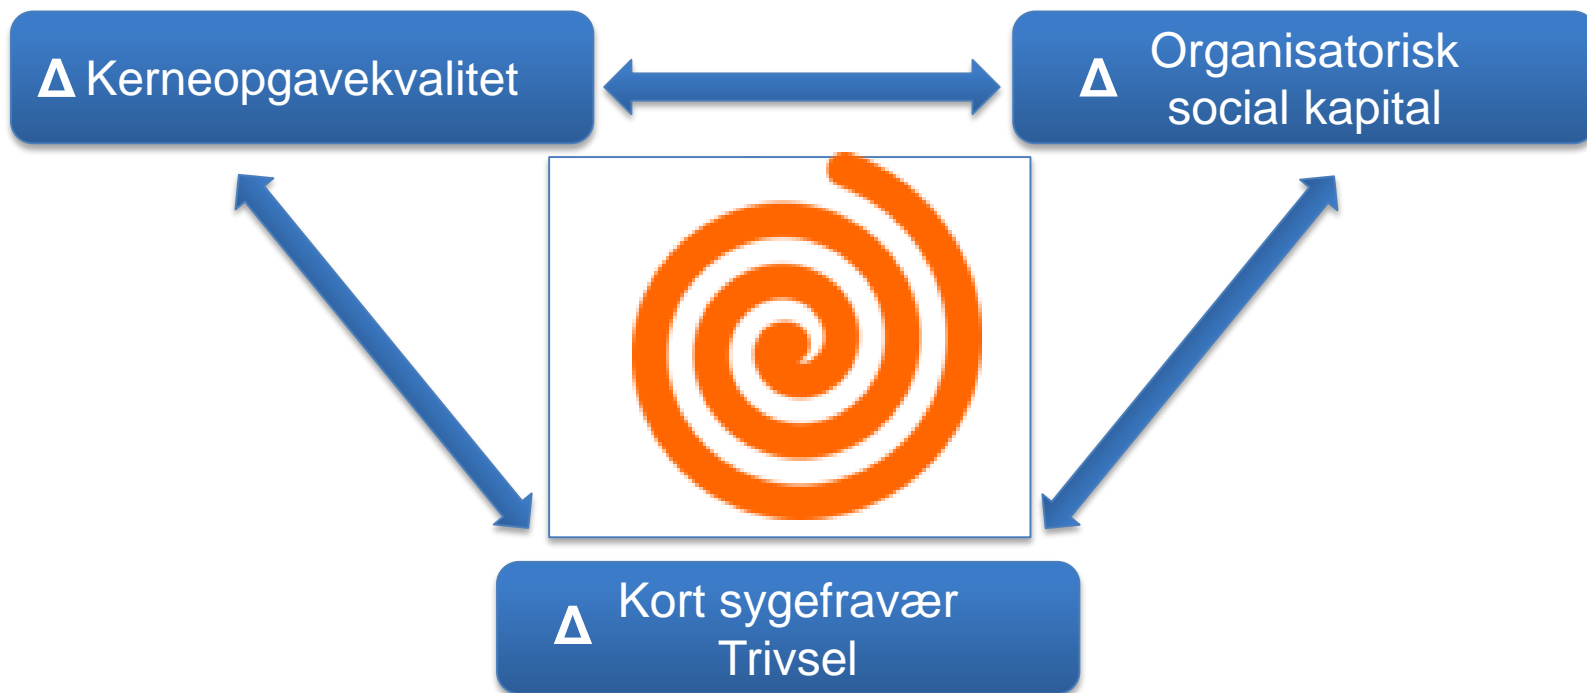 Δ Kerneopgavekvalitet
Δ Organisatorisk
social kapital
Δ Kort sygefravær
Trivsel